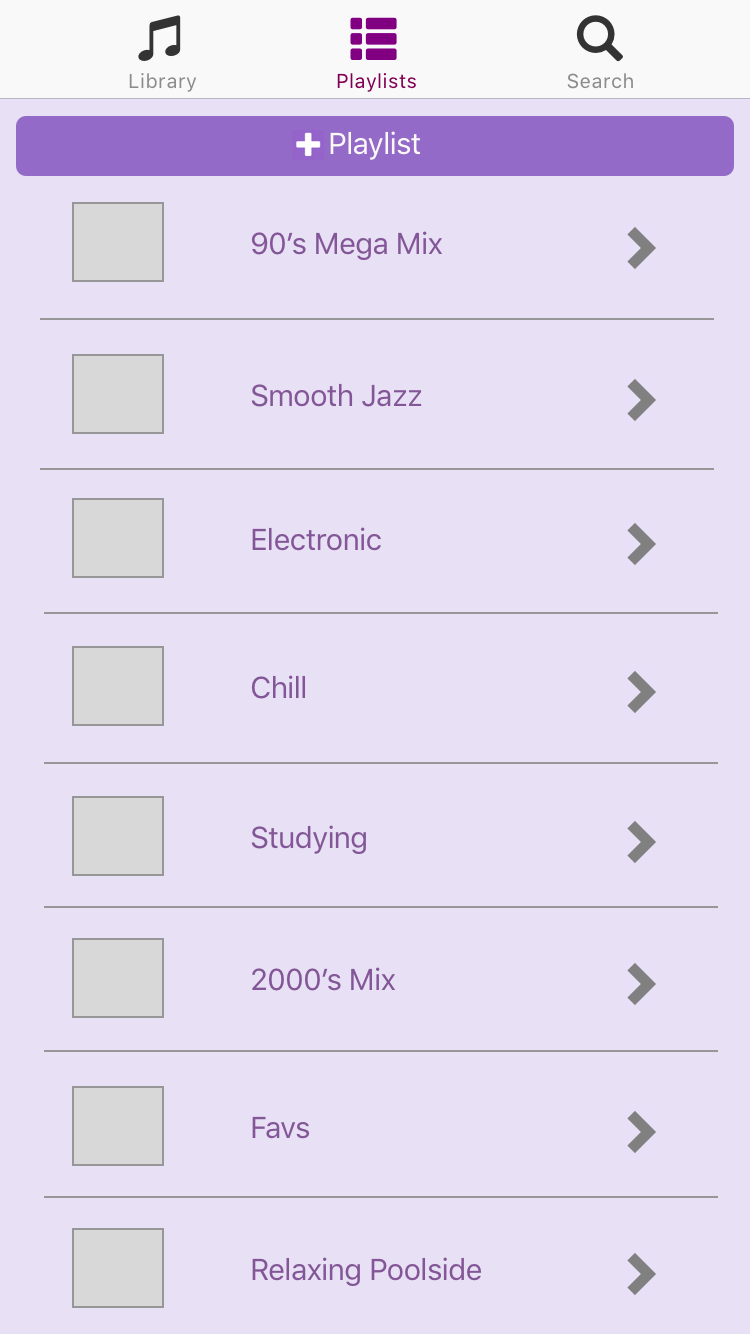 Library
Playlists
Search
Playlist
90’s Mega Mix
Smooth Jazz
Electronic
Chill
Studying
2000’s Mix
Favs
Relaxing Poolside